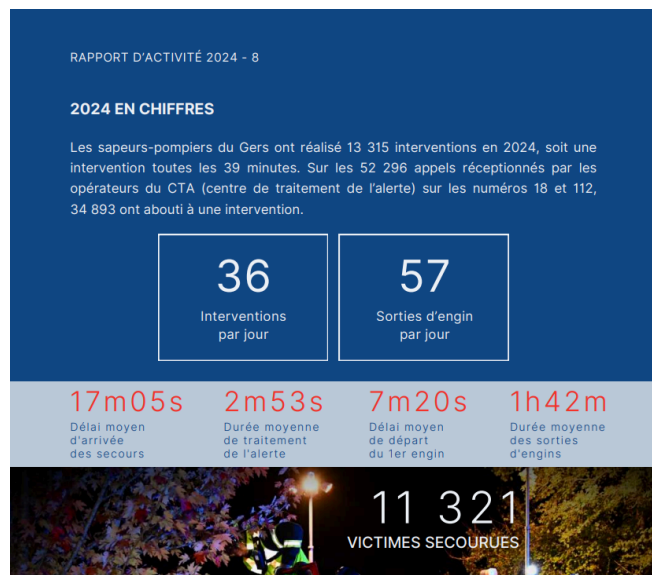 RAPPORT D'ACTIVITÉ 2024 - 8
2024 EN CHIFFRES
Les sapeurs-pompiers du Gers ont réalisé 13 315 interventions en 2024, soit une
intervention toutes les 39 minutes. Sur les 52 296 appels réceptionnés par les
opérateurs du CTA (centre de traitement de l'alerte) sur les numéros 18 et 112,
34 893 ont abouti à une intervention.
36
Interventions
par jour
57
Sorties d'engin
par jour
17m05s
Délai moyen
d'arrivée
des secours
2m53s
Durée moyenne
de traitement
de l'alerte
7m20s
Délai moyen
de départ
du 1er engin
1h42m
Durée moyenne
des sorties
d'engins
11 321
VICTIMES SECOURUES